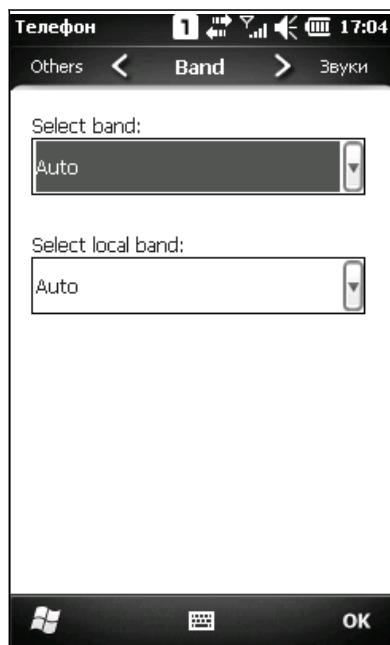 Телефон 1 17:04
Others Band Звуки
Select band:
Auto
Select local band:
Auto
OK